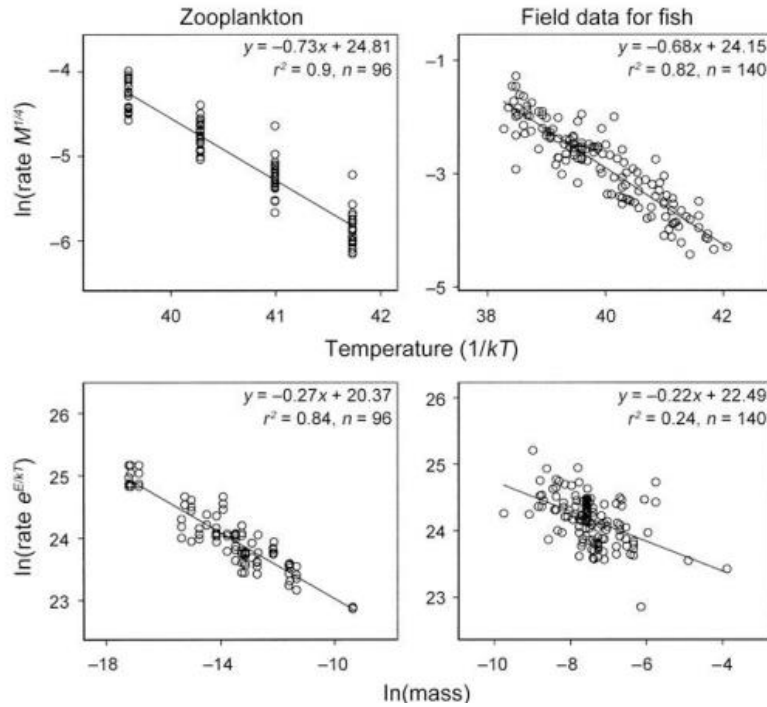 Zooplankton
Field data for fish
y = –0.73x + 24.81
r² = 0.9, n = 96
y = –0.68x + 24.15
r² = 0.82, n = 140
ln(rate M^1/4)
–4
–5
–6
–1
–3
–5
40
41
42
38
40
42
Temperature (1/kT)
y = –0.27x + 20.37
r² = 0.84, n = 96
y = –0.22x + 22.49
r² = 0.24, n = 140
ln(rate e^E/kT)
26
25
24
23
26
25
24
23
–18
–14
–10
–10
–8
–6
–4
ln(mass)